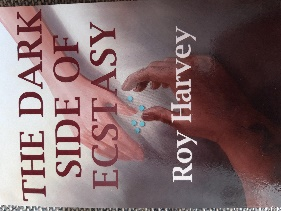 THE DARK
SIDE OF
ECSTASY
Roy Harvey